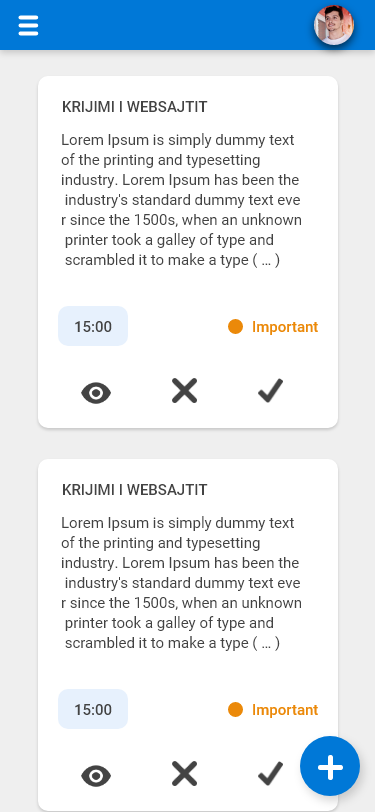 KRIJIMI I WEBSAJTIT
Lorem Ipsum is simply dummy text
of the printing and typesetting
industry. Lorem Ipsum has been the
industry's standard dummy text eve
r since the 1500s, when an unknown
printer took a galley of type and
scrambled it to make a type ( ... )
15:00
Important
KRIJIMI I WEBSAJTIT
Lorem Ipsum is simply dummy text
of the printing and typesetting
industry. Lorem Ipsum has been the
industry's standard dummy text eve
r since the 1500s, when an unknown
printer took a galley of type and
scrambled it to make a type ( ... )
15:00
Important